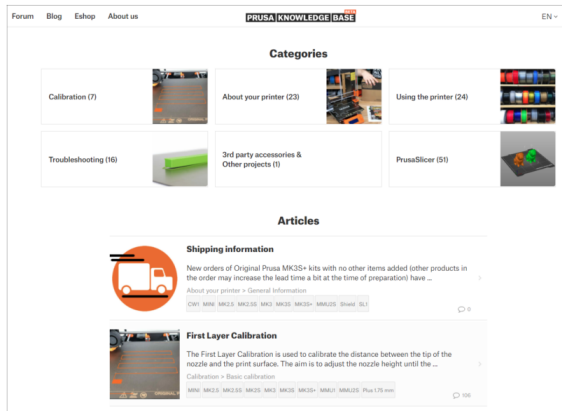 Forum Blog Eshop About us PRUSA KNOWLEDGE BASE BETA EN
Categories
Calibration (7)
About your printer (23)
Using the printer (24)
Troubleshooting (16)
3rd party accessories &
Other projects (1)
PrusaSlicer (51)
Articles
Shipping information
New orders of Original Prusa MK3S+ kits with no other items added (other products in
the order may increase the lead time a bit at the time of preparation) have ...
About your printer > General Information
CW1 MINI MK2.5 MK2.5S MK3 MK3S MK3S+ MMU2S Shield SL1
0
First Layer Calibration
The First Layer Calibration is used to calibrate the distance between the tip of the
nozzle and the print surface. The aim is to adjust the nozzle height until the ...
Calibration > Basic calibration
MINI MK2.5 MK2.5S MK2S MK3 MK3S MK3S+ MMU1 MMU2S Plus 1.75 mm
106